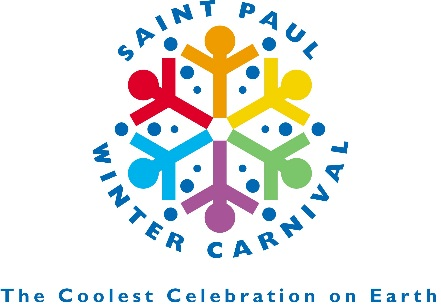 SAINT PAUL
WINTER CARNIVAL
The Coolest Celebration on Earth